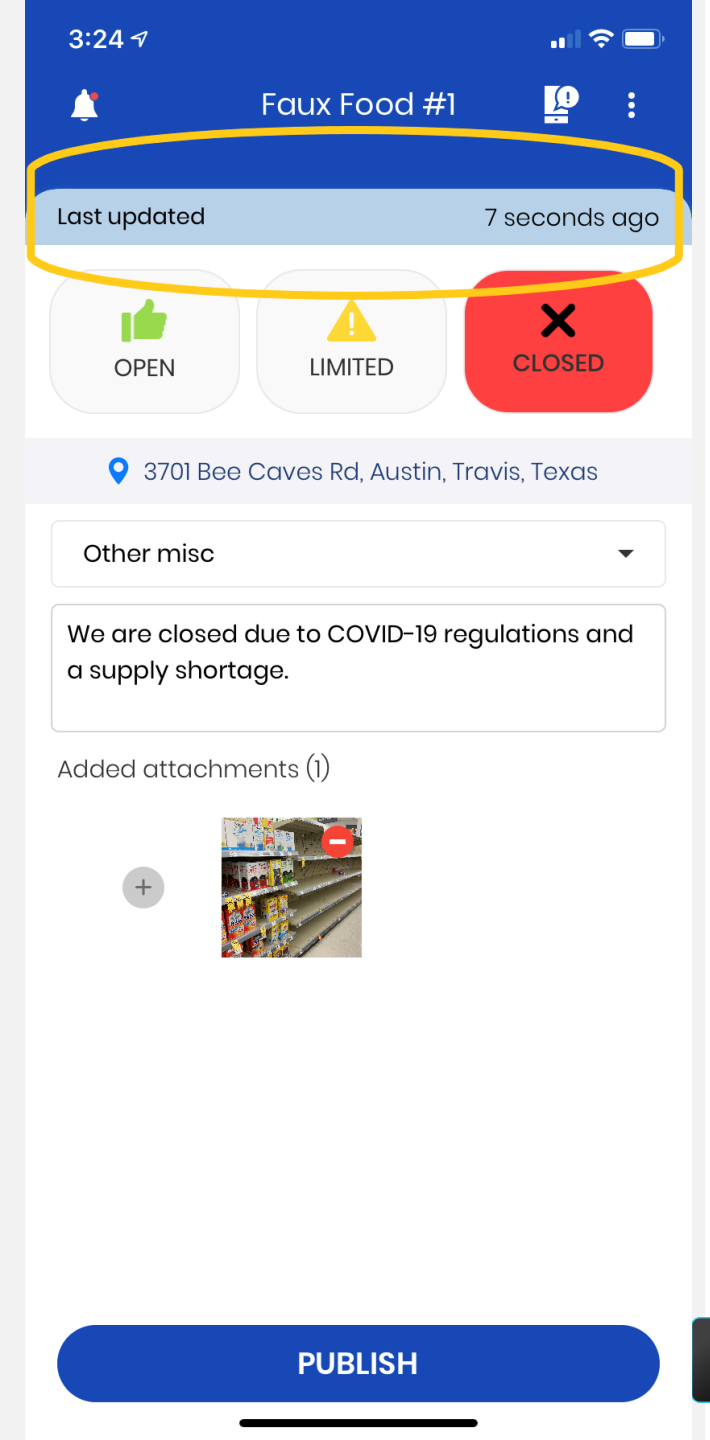 3:24
Faux Food #1
Last updated 7 seconds ago
OPEN LIMITED CLOSED
3701 Bee Caves Rd, Austin, Travis, Texas
Other misc
We are closed due to COVID-19 regulations and
a supply shortage.
Added attachments (1)
PUBLISH